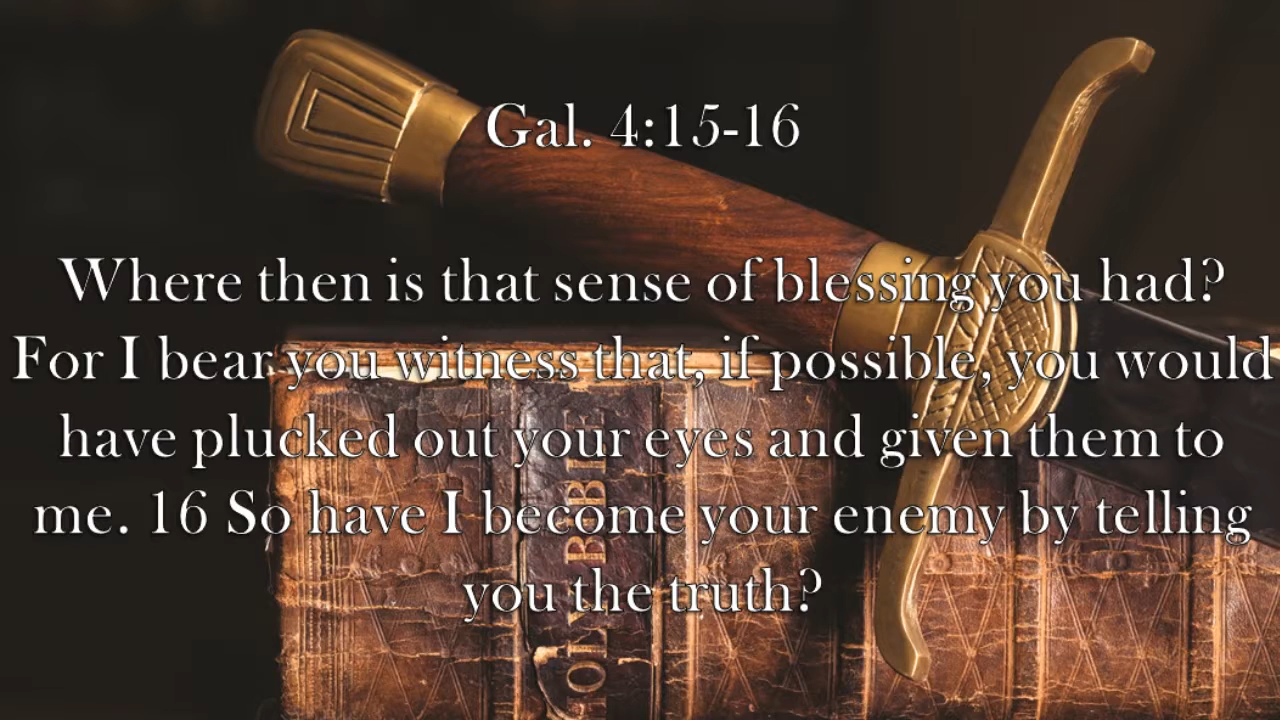 Gal. 4:15-16
Where then is that sense of blessing you had?
For I bear you witness that, if possible, you would
have plucked out your eyes and given them to
me. 16 So have I become your enemy by telling
you the truth?
HOLY BIBLE